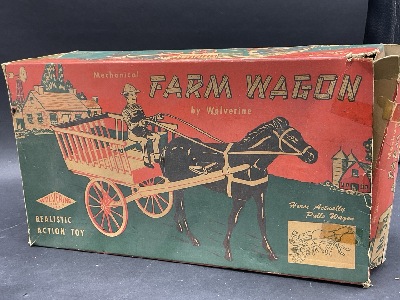 Mechanical
FARM WAGON
by Wolverine
WOLVERINE
REALISTIC
ACTION TOY
Horse Actually
Pulls Wagon